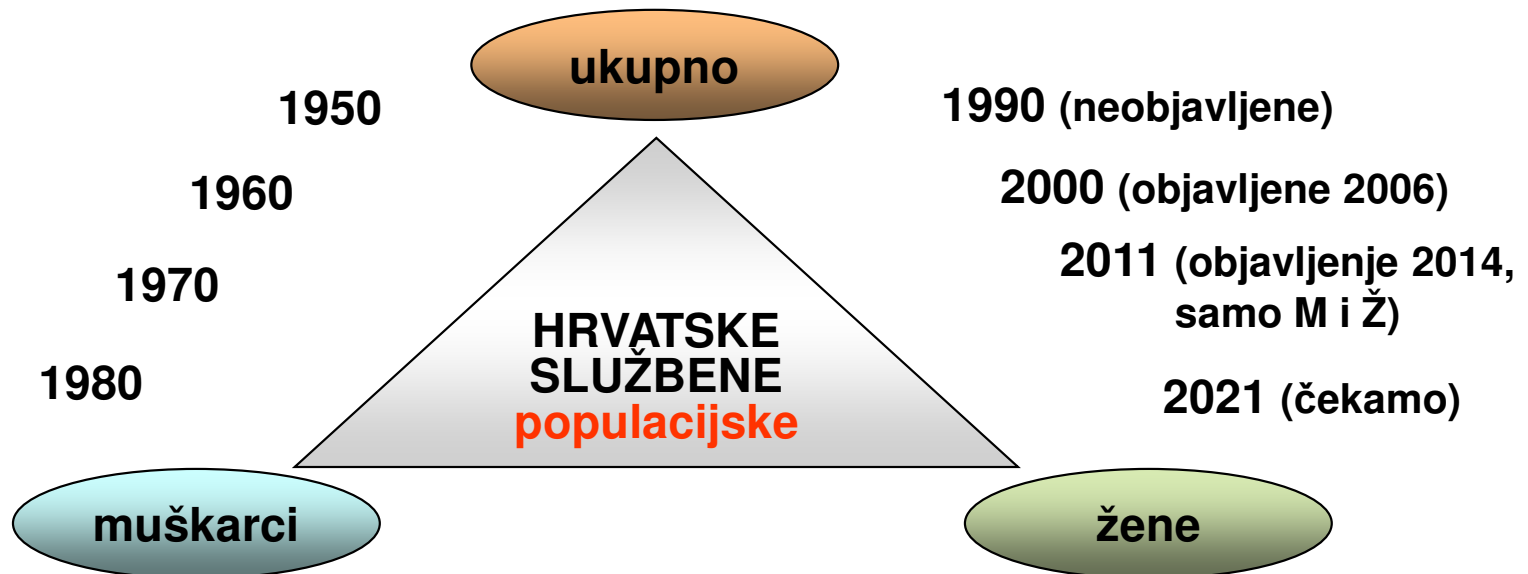 ukupno
1950
1990 (neobjavljene)
1960
2000 (objavljene 2006)
1970
2011 (objavljenje 2014,
samo M i Ž)
HRVATSKE
SLUŽBENE
populacijske
1980
2021 (čekamo)
muškarci
žene